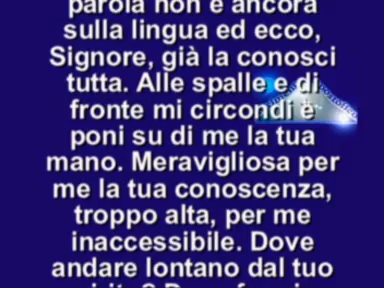 parola non è ancora
sulla lingua ed ecco,
Signore, già la conosci
tutta. Alle spalle e di
fronte mi circondi e
poni su di me la tua
mano. Meravigliosa per
me la tua conoscenza,
troppo alta, per me
inaccessibile. Dove
andare lontano dal tuo